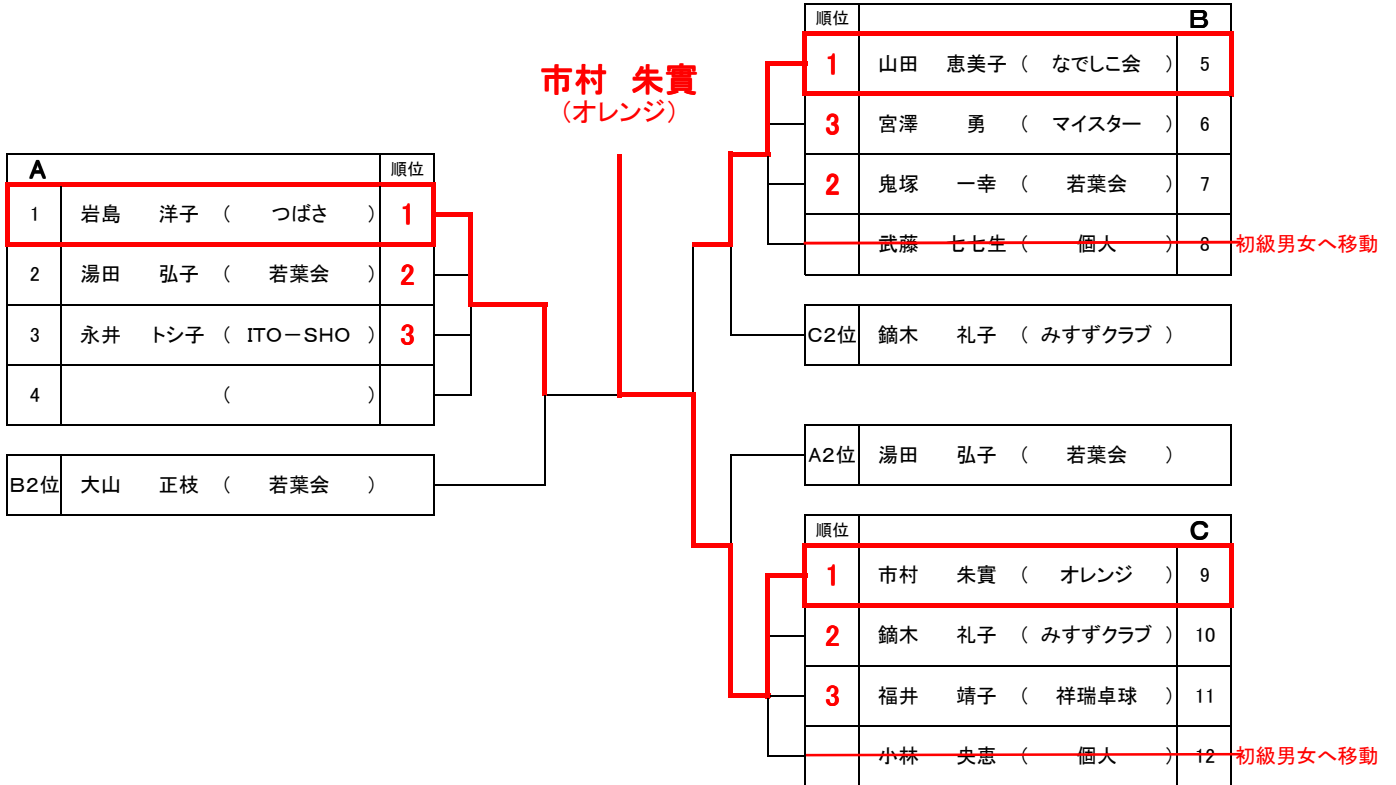 市村 朱實
(オレンジ)
A 順位
1 岩島 洋子 ( つばさ ) 1
2 湯田 弘子 ( 若葉会 ) 2
3 永井 トシ子 ( ITO－SHO ) 3
4 ( )
B2位 大山 正枝 ( 若葉会 )
順位 B
1 山田 恵美子 ( なでしこ会 ) 5
3 宮澤 勇 ( マイスター ) 6
2 鬼塚 一幸 ( 若葉会 ) 7
武藤 七七生 ( 個人 ) 8 初級男女へ移動
C2位 鏑木 礼子 ( みすずクラブ )
A2位 湯田 弘子 ( 若葉会 )
順位 C
1 市村 朱實 ( オレンジ ) 9
2 鏑木 礼子 ( みすずクラブ ) 10
3 福井 靖子 ( 祥瑞卓球 ) 11
小林 央恵 ( 個人 ) 12 初級男女へ移動